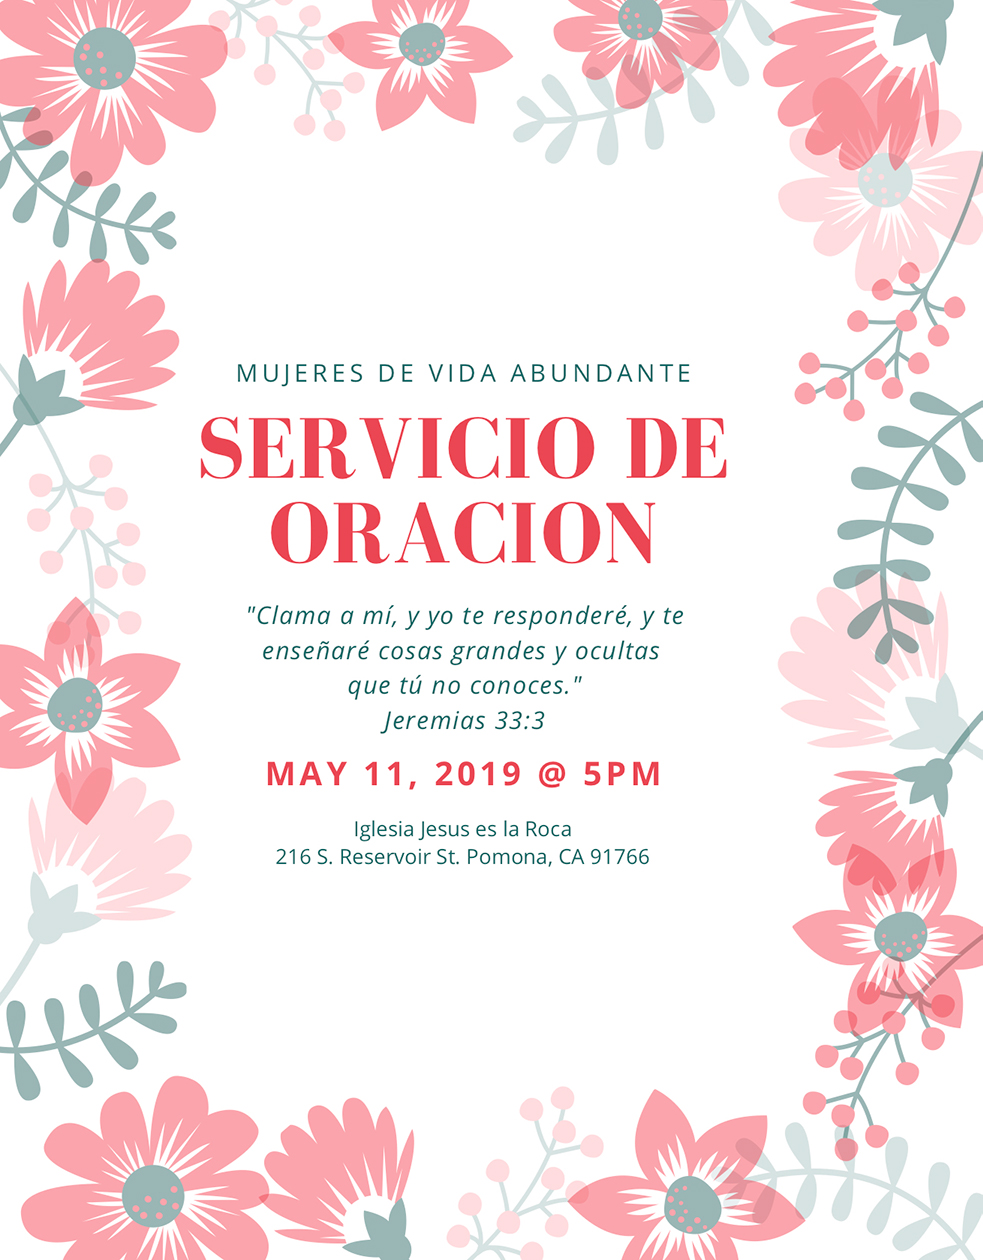 MUJERES DE VIDA ABUNDANTE
SERVICIO DE
ORACION
"Clama a mí, y yo te responderé, y te
enseñaré cosas grandes y ocultas
que tú no conoces."
Jeremias 33:3
MAY 11, 2019 @ 5PM
Iglesia Jesus es la Roca
216 S. Reservoir St. Pomona, CA 91766